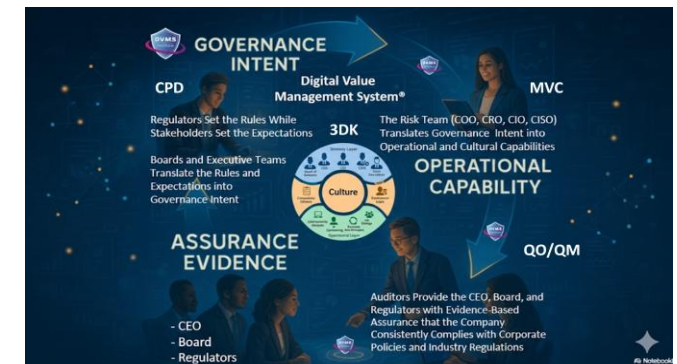 DVMS
GOVERNANCE
INTENT
CPD
Digital Value
Management System®
MVC
Regulators Set the Rules While
Stakeholders Set the Expectations
3DK
The Risk Team (COO, CRO, CIO, CISO)
Translates Governance Intent into
Operational and Cultural Capabilities
Boards and Executive Teams
Translate the Rules and
Expectations into
Governance Intent
Culture
OPERATIONAL
CAPABILITY
ASSURANCE
EVIDENCE
QO/QM
Auditors Provide the CEO, Board, and
Regulators with Evidence-Based
Assurance that the Company
Consistently Complies with Corporate
Policies and Industry Regulations
- CEO
- Board
- Regulators